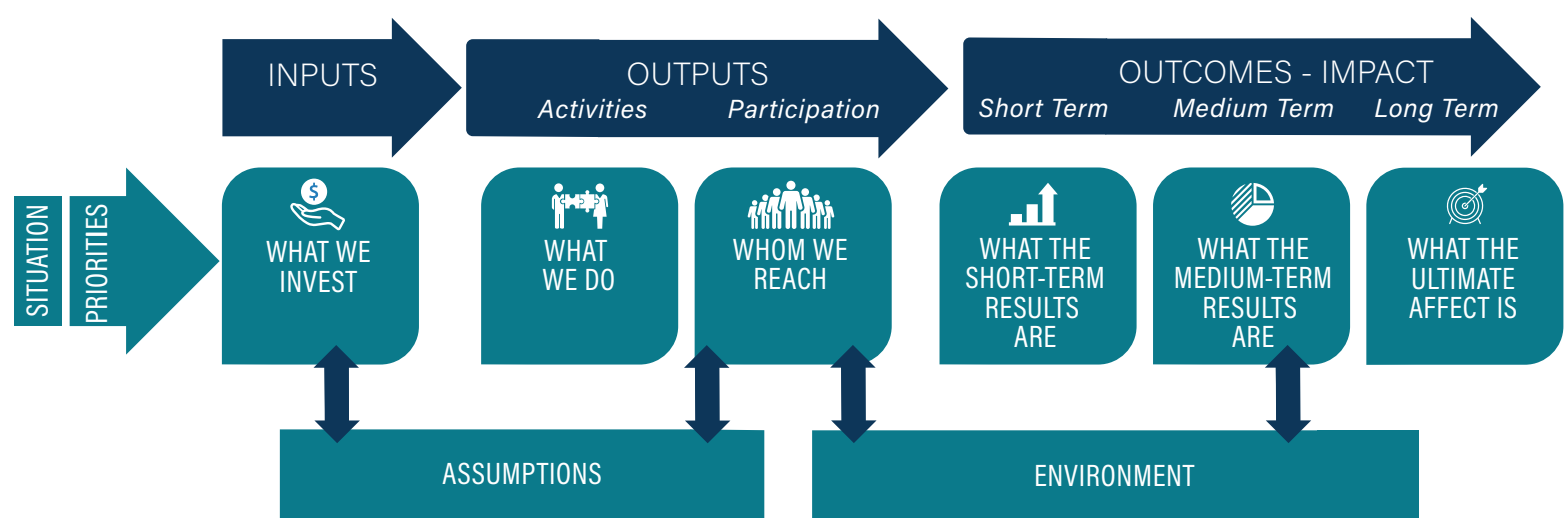 INPUTS
OUTPUTS
Activities
Participation
OUTCOMES - IMPACT
Short Term
Medium Term
Long Term
SITUATION
PRIORITIES
$
WHAT WE
INVEST
WHAT
WE DO
WHOM WE
REACH
WHAT THE
SHORT-TERM
RESULTS
ARE
WHAT THE
MEDIUM-TERM
RESULTS
ARE
WHAT THE
ULTIMATE
AFFECT IS
ASSUMPTIONS
ENVIRONMENT